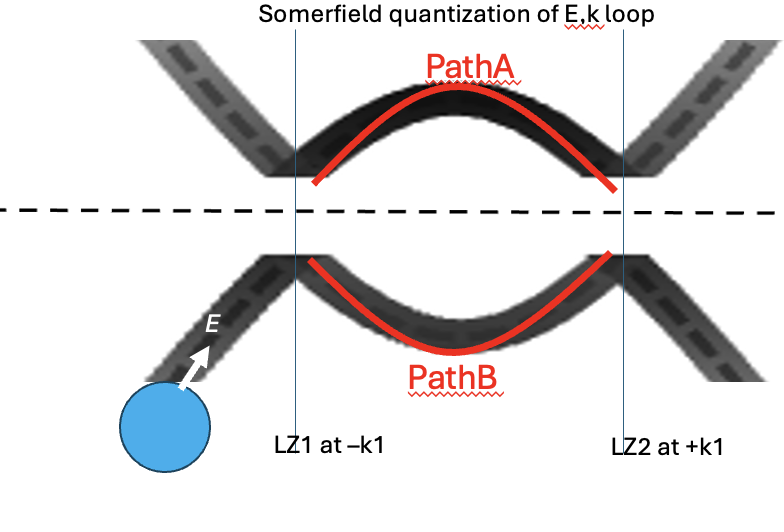 Somerfield quantization of E,k loop
PathA
E
PathB
LZ1 at –k1
LZ2 at +k1